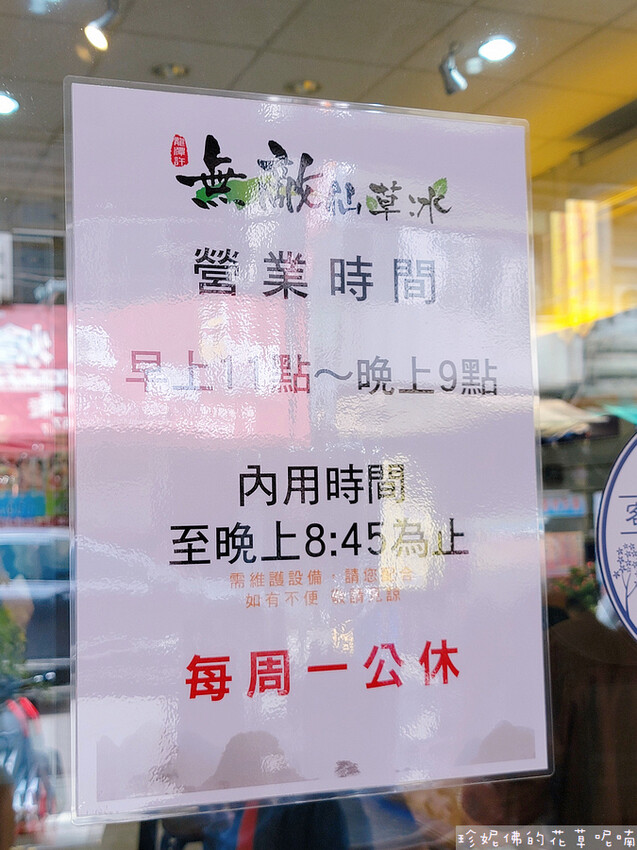 龍潭許
無敵仙草冰
營業時間
早上11點～晚上9點
內用時間
至晚上8:45為止
需維護設備，請您配合
如有不便 敬請見諒
每周一公休
珍妮佛的花草呢喃